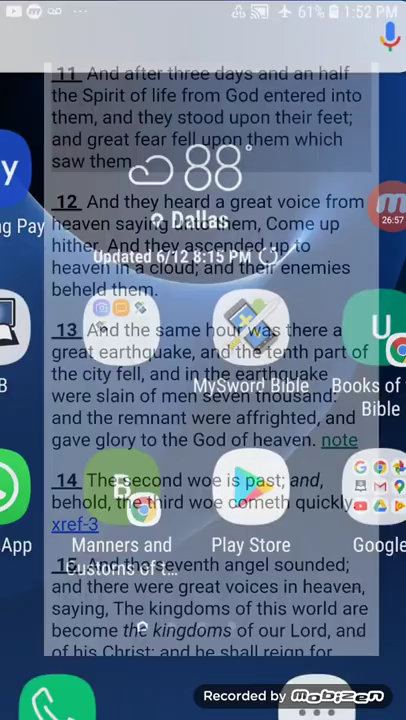 61% 1:52 PM
11 And after three days and an half
the Spirit of life from God entered into
them, and they stood upon their feet;
and great fear fell upon them which
saw them.
88°
Dallas
Updated 6/12 8:15 PM
12 And they heard a great voice from
heaven saying unto them, Come up
hither. And they ascended up to
heaven in a cloud; and their enemies
beheld them.
26:57
y
ng Pay
13 And the same hour was there a
great earthquake, and the tenth part of
the city fell, and in the earthquake
were slain of men seven thousand:
and the remnant were affrighted, and
gave glory to the God of heaven. note
B
MySword Bible
U
Books of
Bible
14 The second woe is past; and,
behold, the third woe cometh quickly.
xref-3
App
B
Manners and
Customs of t...
Play Store
Google
15 And the seventh angel sounded;
and there were great voices in heaven,
saying, The kingdoms of this world are
become the kingdoms of our Lord, and
of his Christ; and he shall reign for
Recorded by Mobizen